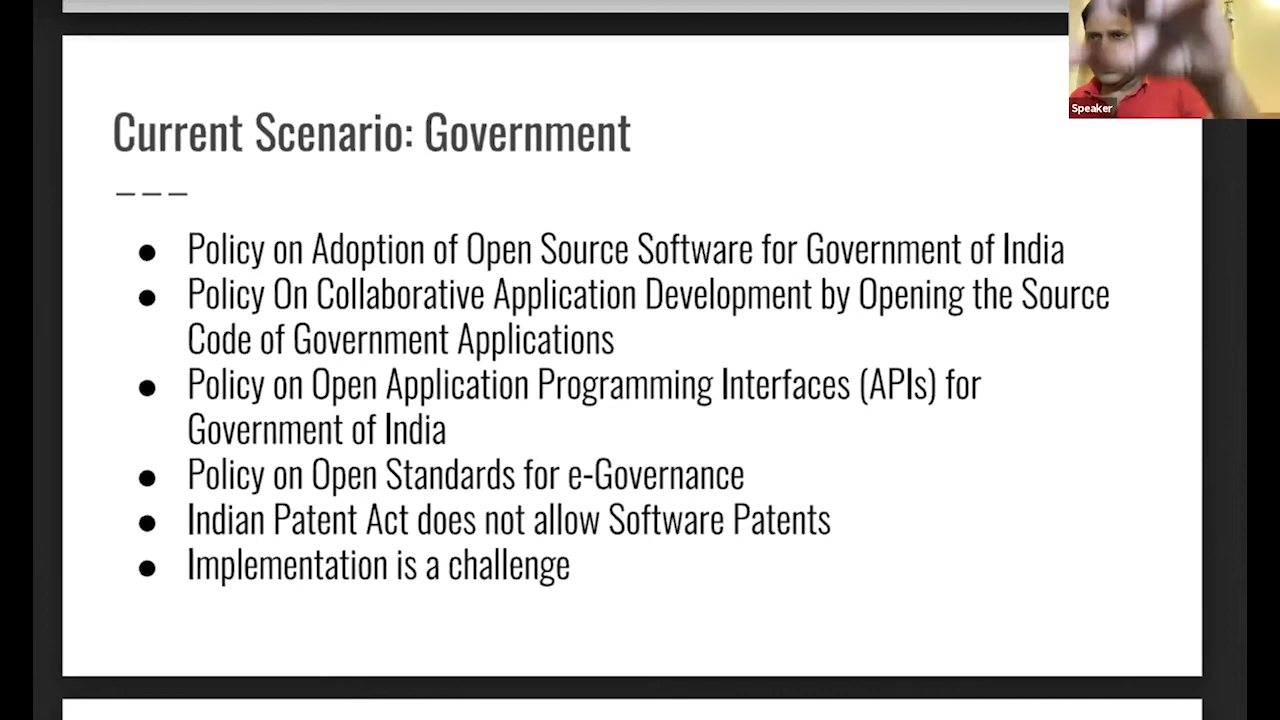 Speaker
Current Scenario: Government
● Policy on Adoption of Open Source Software for Government of India
● Policy On Collaborative Application Development by Opening the Source
Code of Government Applications
● Policy on Open Application Programming Interfaces (APIs) for
Government of India
● Policy on Open Standards for e-Governance
● Indian Patent Act does not allow Software Patents
● Implementation is a challenge